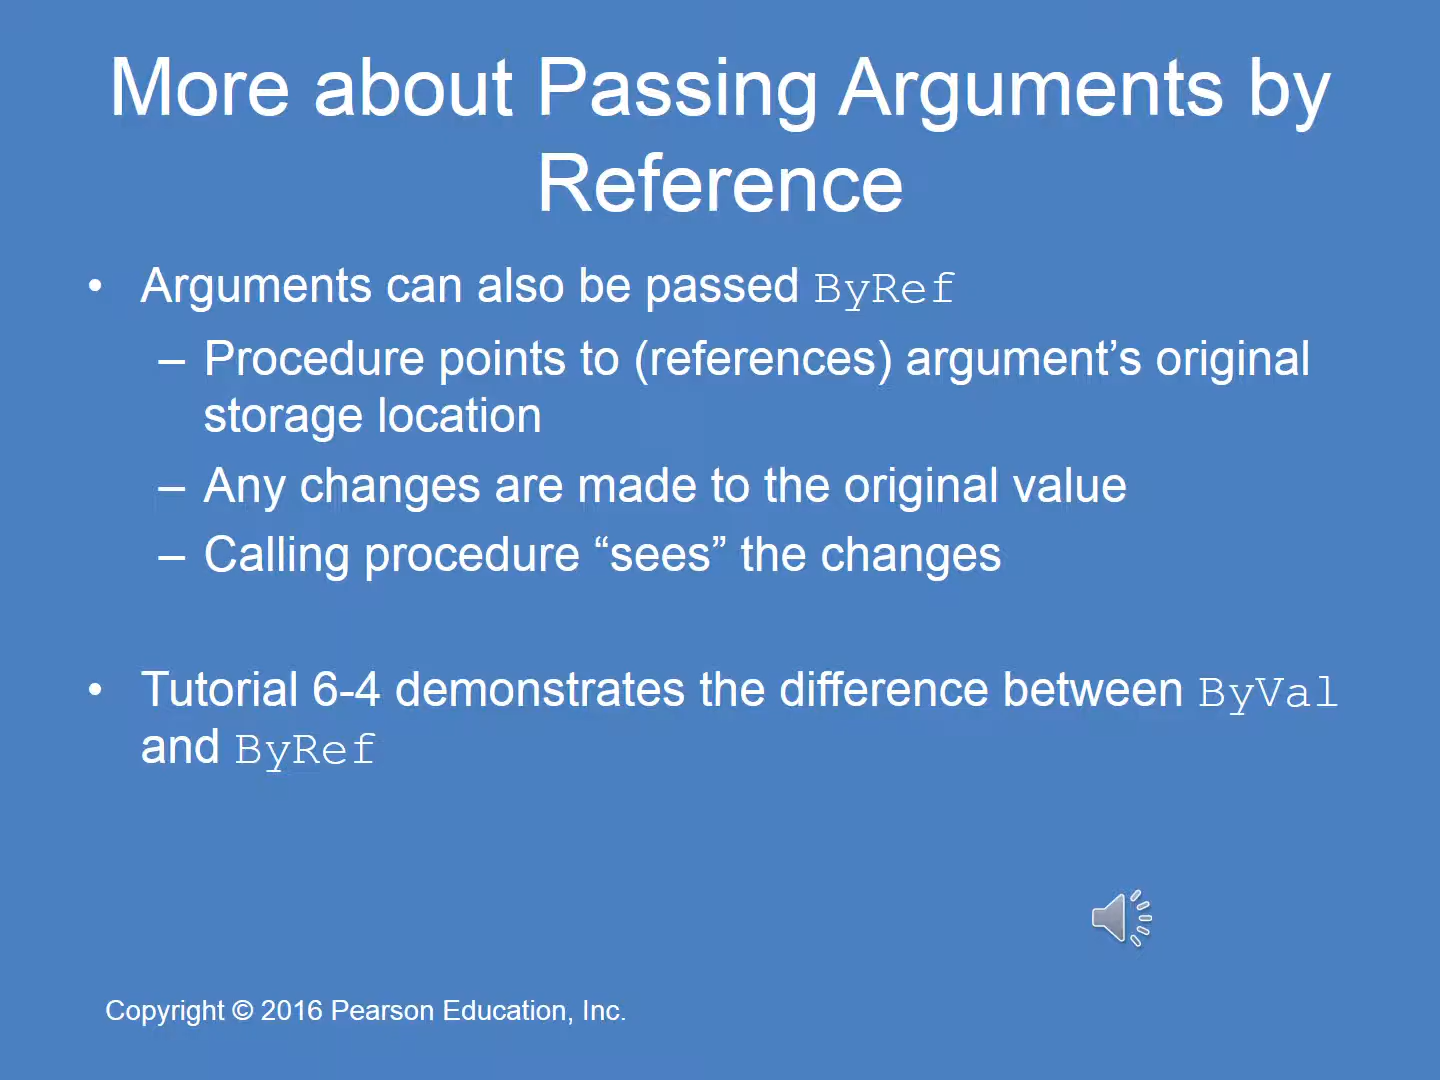 More about Passing Arguments by
Reference
• Arguments can also be passed ByRef
– Procedure points to (references) argument’s original
storage location
– Any changes are made to the original value
– Calling procedure “sees” the changes
• Tutorial 6-4 demonstrates the difference between ByVal
and ByRef
Copyright © 2016 Pearson Education, Inc.